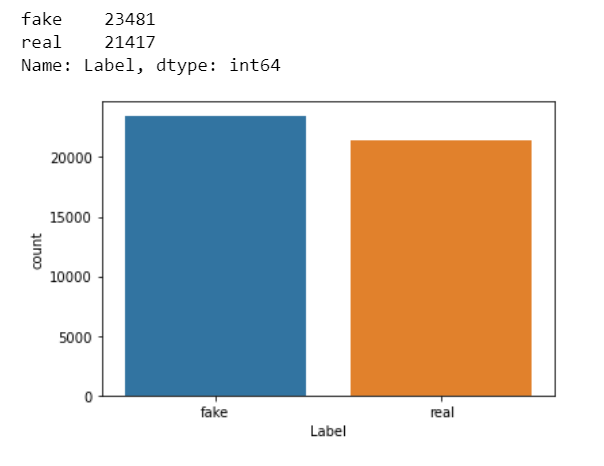 fake    23481
real    21417
Name: Label, dtype: int64
20000
15000
10000
5000
0
count
fake real
Label